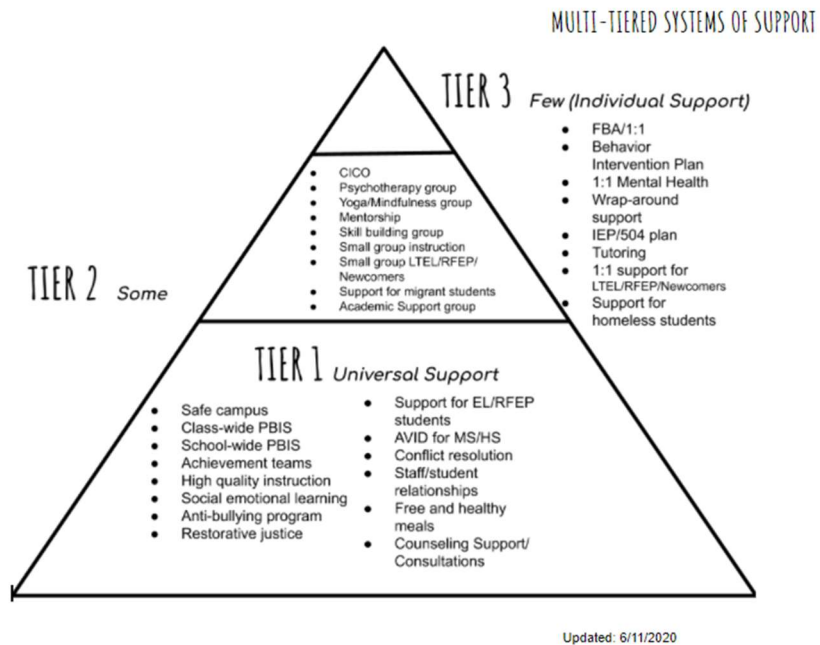 MULTI-TIERED SYSTEMS OF SUPPORT
TIER 3 Few (Individual Support)
FBA/1:1
Behavior
Intervention Plan
1:1 Mental Health
Wrap-around
support
IEP/504 plan
Tutoring
1:1 support for
LTEL/RFEP/Newcomers
Support for
homeless students
TIER 2 Some
CICO
Psychotherapy group
Yoga/Mindfulness group
Mentorship
Skill building group
Small group instruction
Small group LTEL/RFEP/
Newcomers
Support for migrant students
Academic Support group
TIER 1 Universal Support
Safe campus
Class-wide PBIS
School-wide PBIS
Achievement teams
High quality instruction
Social emotional learning
Anti-bullying program
Restorative justice
Support for EL/RFEP
students
AVID for MS/HS
Conflict resolution
Staff/student
relationships
Free and healthy
meals
Counseling Support/
Consultations
Updated: 6/11/2020